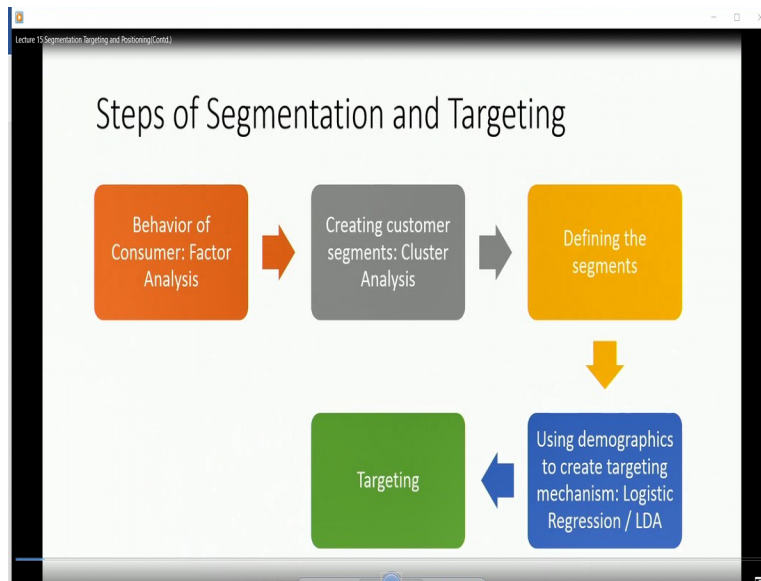 Lecture 15:Segmentation Targeting and Positioning(Contd.)
Steps of Segmentation and Targeting
Behavior of
Consumer: Factor
Analysis
Creating customer
segments: Cluster
Analysis
Defining the
segments
Using demographics
to create targeting
mechanism: Logistic
Regression / LDA
Targeting